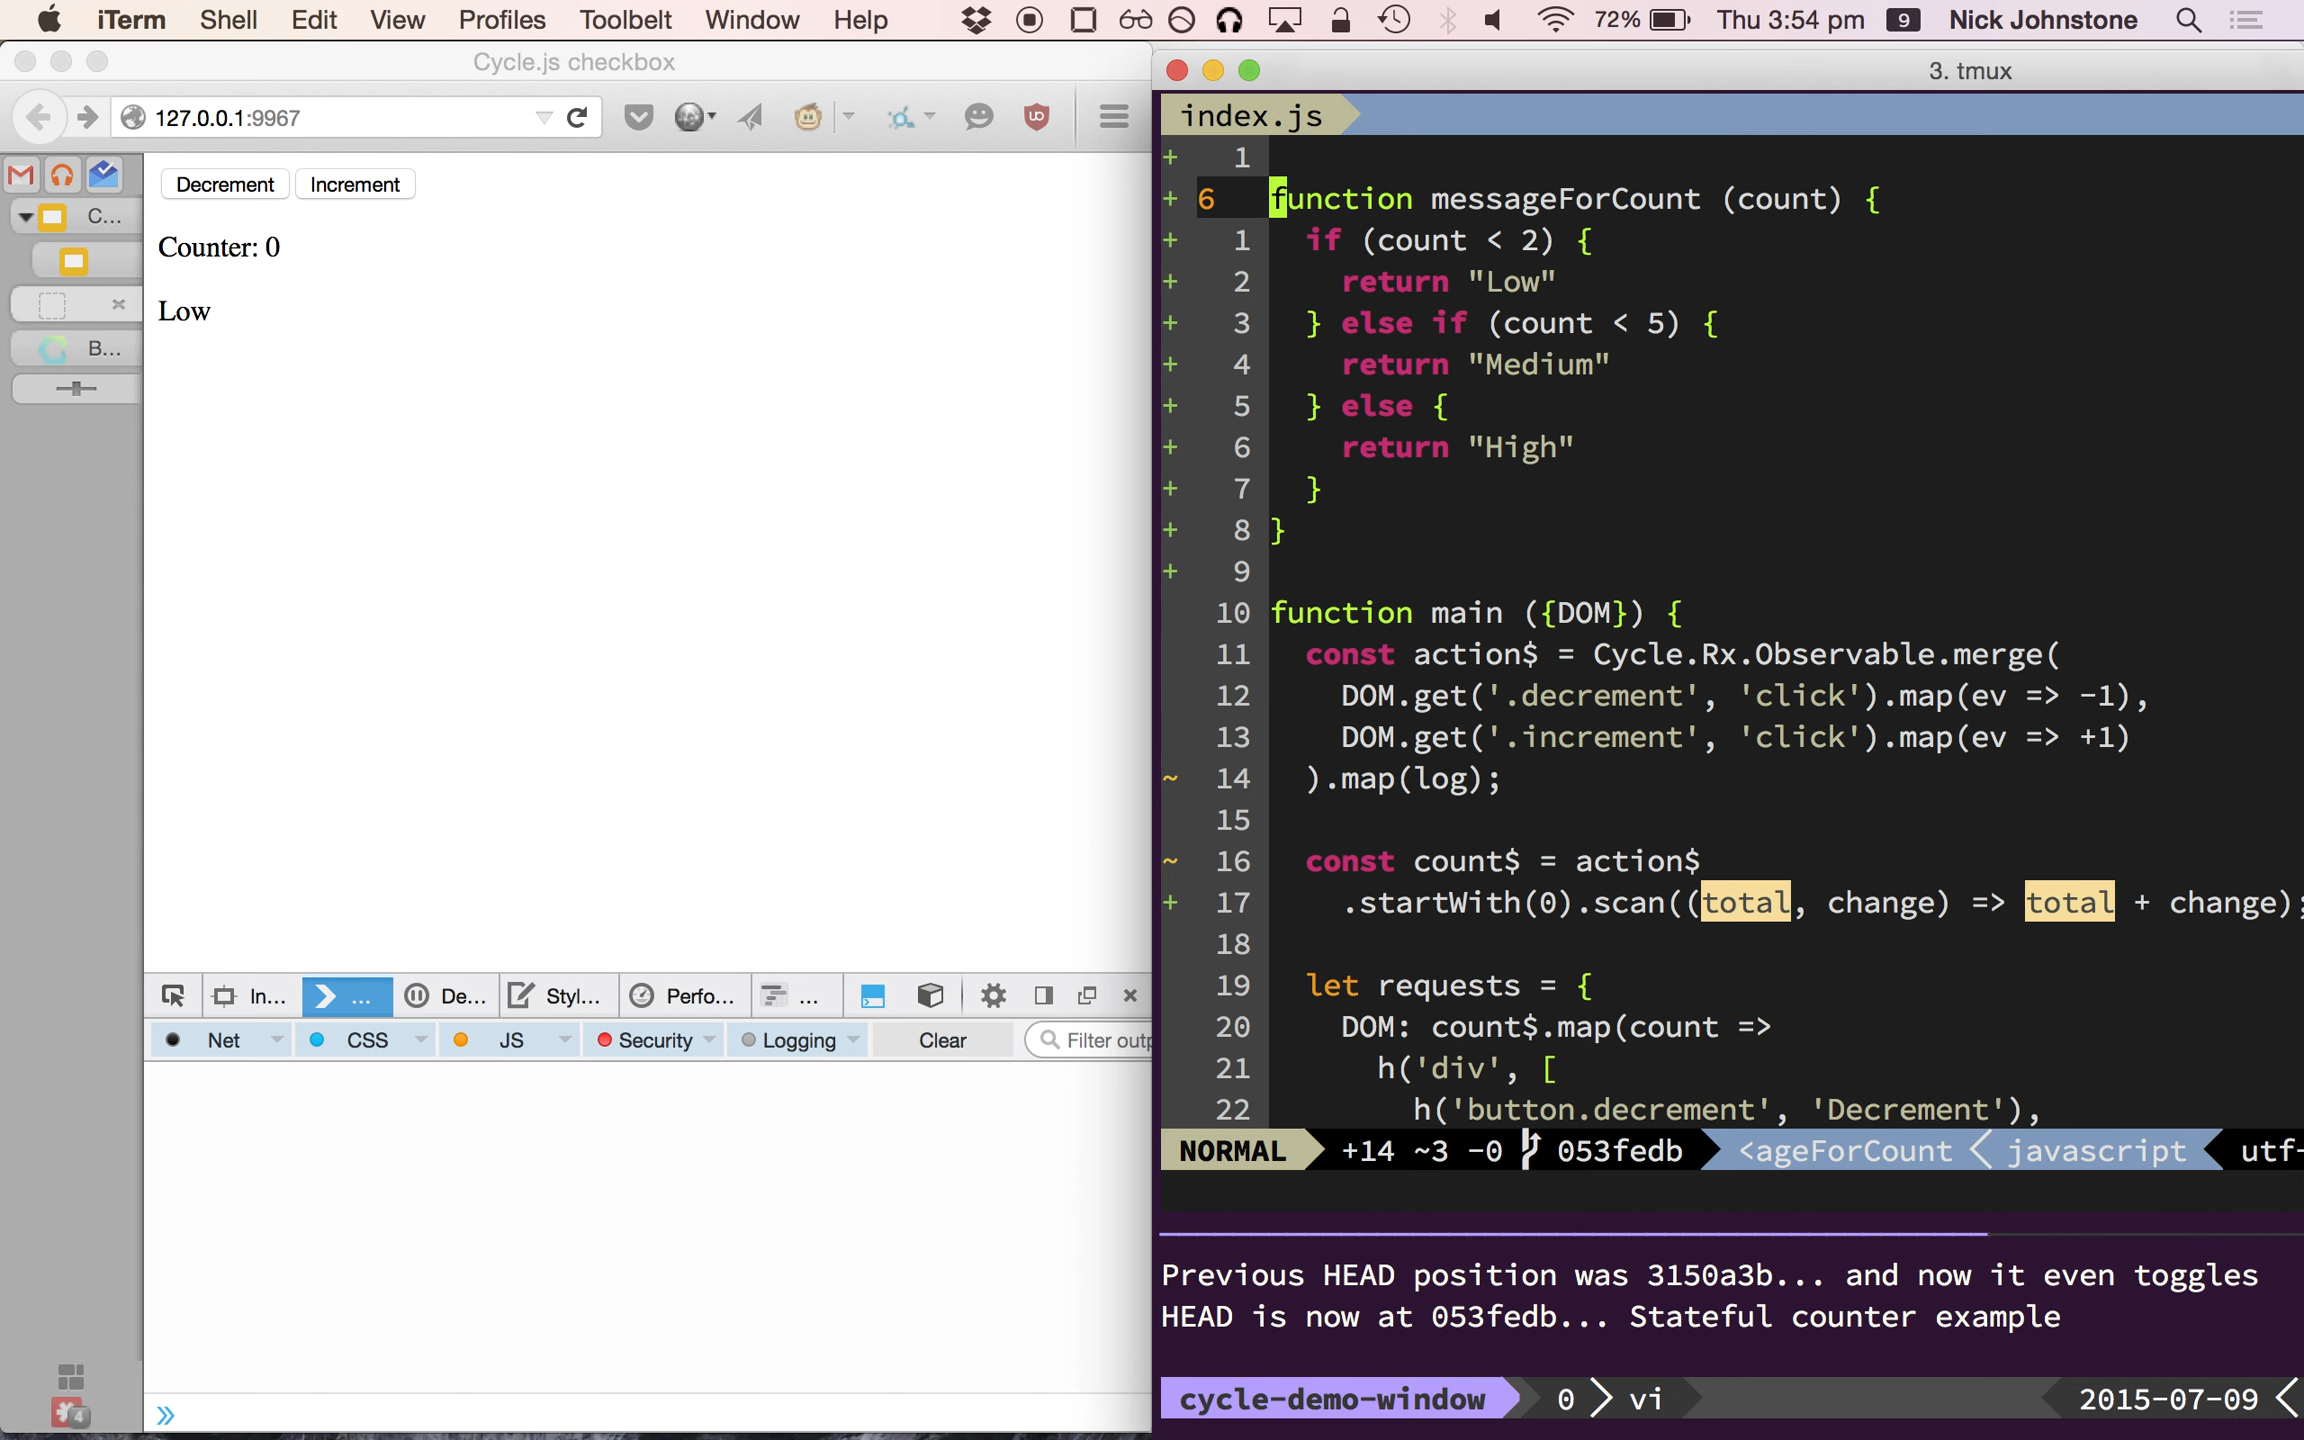 iTerm Shell Edit View Profiles Toolbelt Window Help 72% Thu 3:54 pm 9 Nick Johnstone
Cycle.js checkbox
127.0.0.1:9967
C...
B...
4
Decrement Increment
Counter: 0
Low
In... ... De... Styl... Perfo... ...
Net CSS JS Security Logging Clear Filter outp
»
3. tmux
index.js
+ 1
+ 6 function messageForCount (count) {
+ 1 if (count < 2) {
+ 2 return "Low"
+ 3 } else if (count < 5) {
+ 4 return "Medium"
+ 5 } else {
+ 6 return "High"
+ 7 }
+ 8 }
+ 9
10 function main ({DOM}) {
11 const action$ = Cycle.Rx.Observable.merge(
12 DOM.get('.decrement', 'click').map(ev => -1),
13 DOM.get('.increment', 'click').map(ev => +1)
~ 14 ).map(log);
15
~ 16 const count$ = action$
+ 17 .startWith(0).scan((total, change) => total + change);
18
19 let requests = {
20 DOM: count$.map(count =>
21 h('div', [
22 h('button.decrement', 'Decrement'),
NORMAL +14 ~3 -0 053fedb <ageForCount javascript utf-
Previous HEAD position was 3150a3b... and now it even toggles
HEAD is now at 053fedb... Stateful counter example
cycle-demo-window 0 vi 2015-07-09